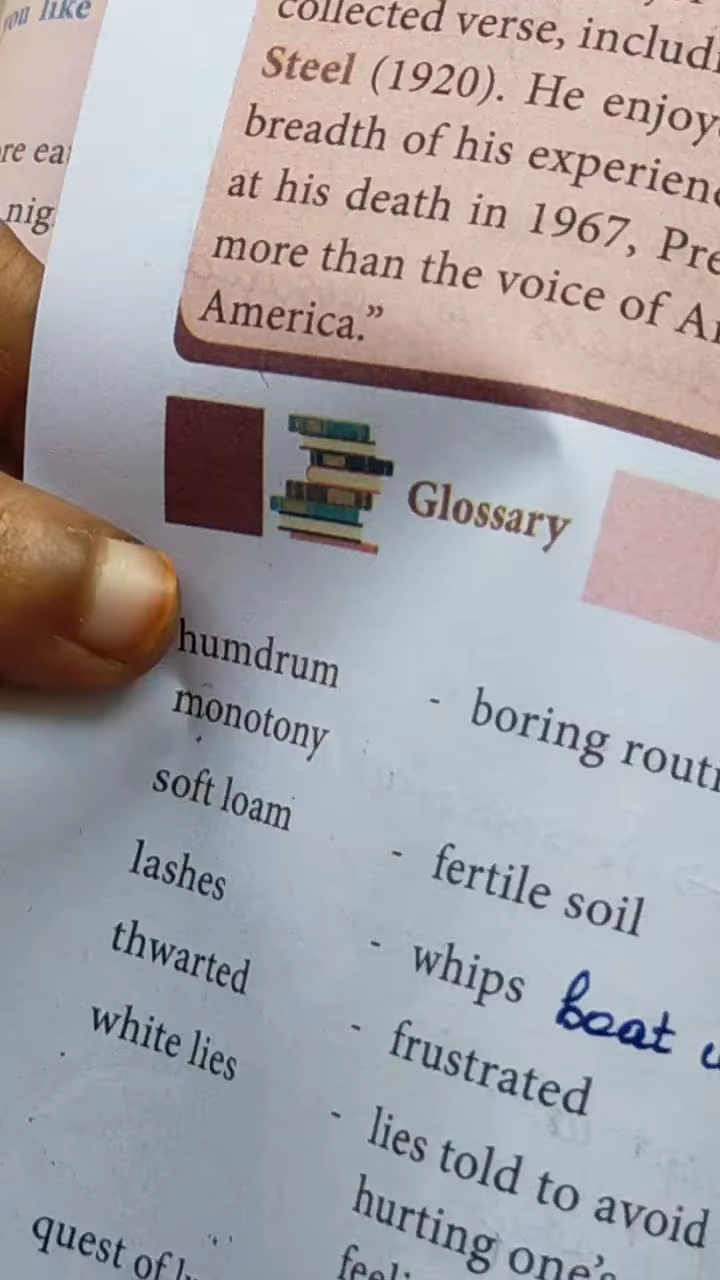 you like
re ea
nig
collected verse, includi
Steel (1920). He enjoy
breadth of his experienc
at his death in 1967, Pre
more than the voice of A
America.”
Glossary
humdrum
monotony - boring routi
soft loam - fertile soil
lashes - whips beat
thwarted - frustrated
white lies - lies told to avoid
hurting one’s
quest of